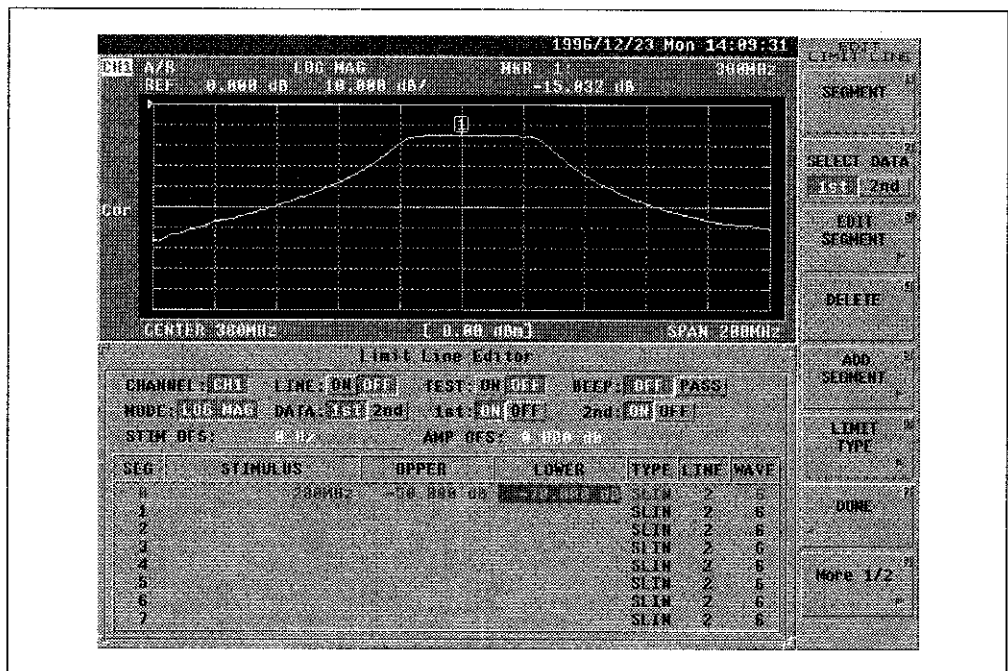 1996/12/23 Mon 14:09:31
CH1 A/R LOG MAG MKR 1: 300MHz
REF 0.000 dB 10.000 dB/ -15.032 dB
1
Cor
CENTER 300MHz [ 0.00 dBm] SPAN 200MHz
Limit Line Editor
CHANNEL: CH1 LINE: ON OFF TEST: ON OFF BEEP: OFF PASS
MODE: LOG MAG DATA: 1st 2nd 1st: ON OFF 2nd: ON OFF
STIM OFS: 0 Hz AMP OFS: 0.000 dB
SEG STIMULUS UPPER LOWER TYPE LINE WAVE
0 200MHz -50.000 dB SLIN 2 6
1 SLIN 2 6
2 SLIN 2 6
3 SLIN 2 6
4 SLIN 2 6
5 SLIN 2 6
6 SLIN 2 6
7 SLIN 2 6
EDIT
LIMIT LINE
SEGMENT
SELECT DATA
1st 2nd
EDIT
SEGMENT
DELETE
ADD
SEGMENT
LIMIT
TYPE
DONE
More 1/2